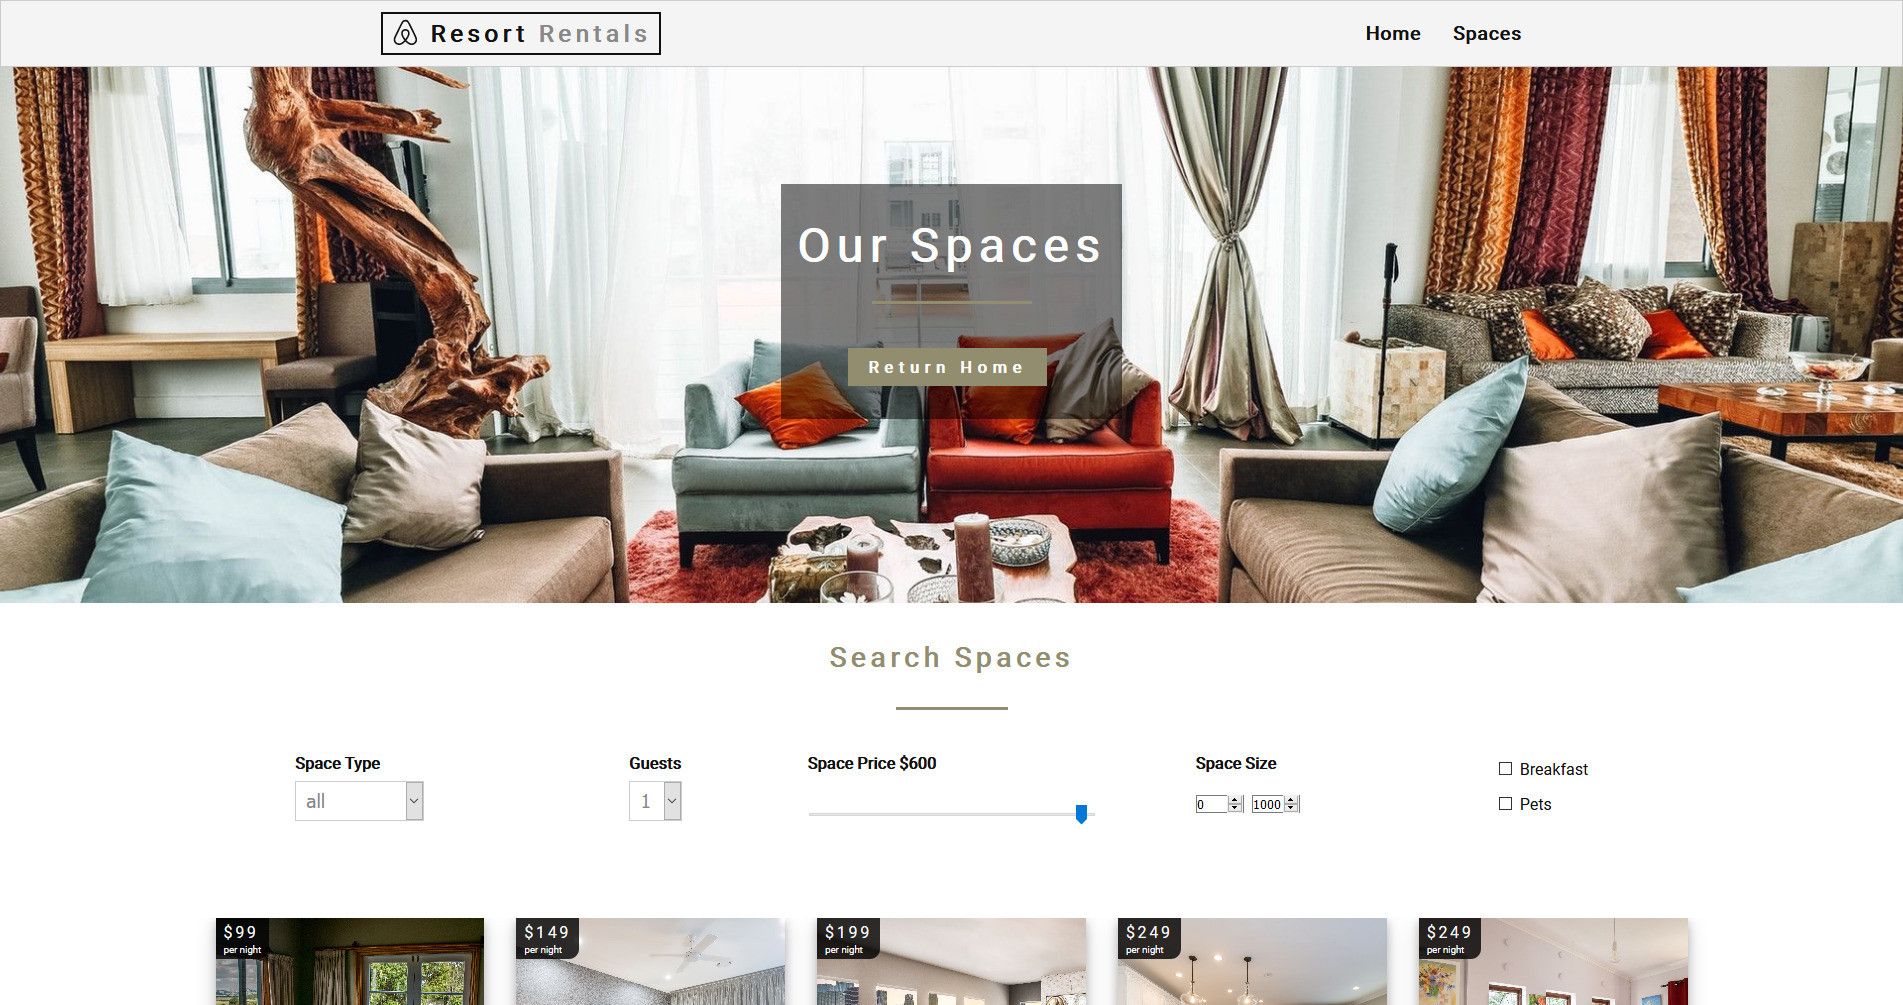 Resort Rentals
Home Spaces
Our Spaces
Return Home
Search Spaces
Space Type
all
Guests
1
Space Price $600
Space Size
0 1000
Breakfast
Pets
$99
per night
$149
per night
$199
per night
$249
per night
$249
per night